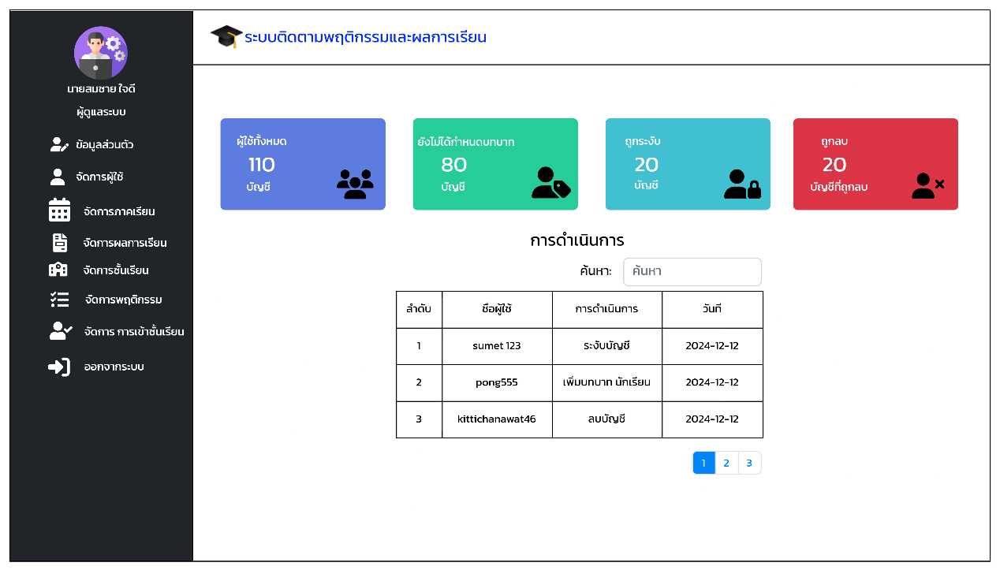 ระบบติดตามพฤติกรรมและผลการเรียน
นายสมชาย ใจดี
ผู้ดูแลระบบ
ข้อมูลส่วนตัว
จัดการผู้ใช้
จัดการภาคเรียน
จัดการผลการเรียน
จัดการชั้นเรียน
จัดการพฤติกรรม
จัดการ การเข้าชั้นเรียน
ออกจากระบบ
ผู้ใช้ทั้งหมด
110
บัญชี
ยังไม่ได้กำหนดบทบาท
80
บัญชี
ถูกระงับ
20
บัญชี
ถูกลบ
20
บัญชีที่ถูกลบ
การดำเนินการ
ค้นหา: ค้นหา
ลำดับ ชือผู้ใช้ การดำเนินการ วันที
1 sumet 123 ระงับบัญชี 2024-12-12
2 pong555 เพิ่มบทบาท นักเรียน 2024-12-12
3 kittichanawat46 ลบบัญชี 2024-12-12
1 2 3